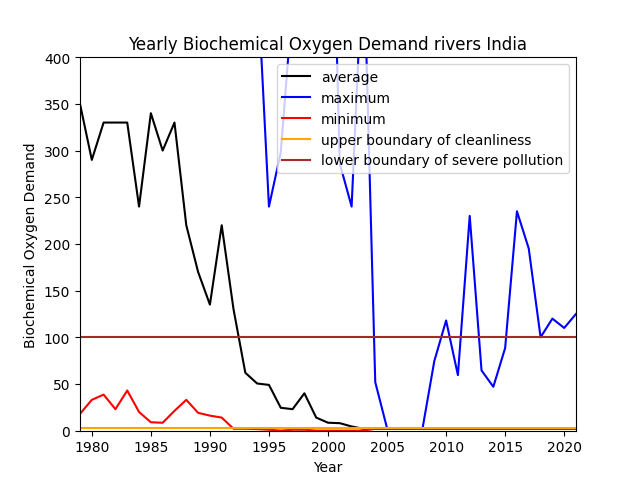 Yearly Biochemical Oxygen Demand rivers India
400
350
300
250
200
150
100
50
0
Biochemical Oxygen Demand
average
maximum
minimum
upper boundary of cleanliness
lower boundary of severe pollution
1980 1985 1990 1995 2000 2005 2010 2015 2020
Year